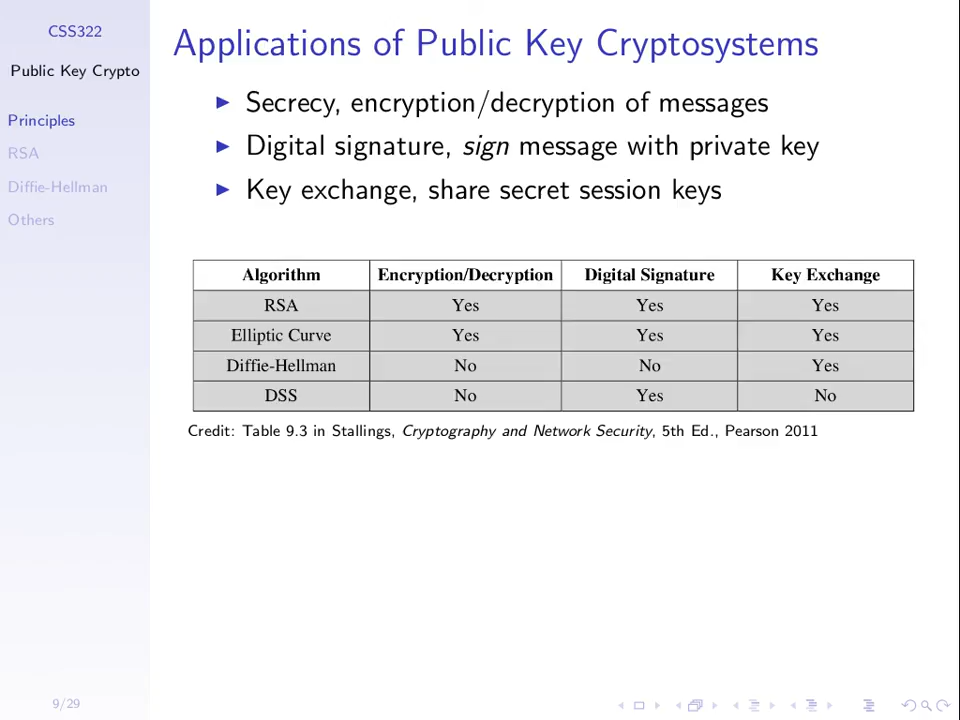 CSS322
Public Key Crypto
Principles
RSA
Diffie-Hellman
Others
Applications of Public Key Cryptosystems
Secrecy, encryption/decryption of messages
Digital signature, sign message with private key
Key exchange, share secret session keys
Algorithm Encryption/Decryption Digital Signature Key Exchange
RSA Yes Yes Yes
Elliptic Curve Yes Yes Yes
Diffie-Hellman No No Yes
DSS No Yes No
Credit: Table 9.3 in Stallings, Cryptography and Network Security, 5th Ed., Pearson 2011
9/29